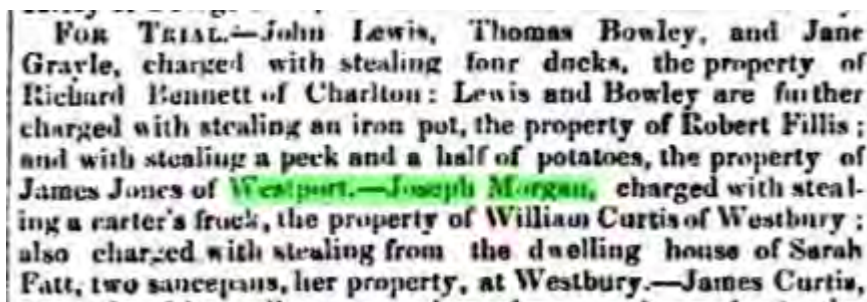 FOR TRIAL.—John Lewis, Thomas Bowley, and Jane
Grayle, charged with stealing four ducks, the property of
Richard Bennett of Charlton: Lewis and Bowley are further
charged with stealing an iron pot, the property of Robert Fillis;
and with stealing a peck and a half of potatoes, the property of
James Jones of Westport.—Joseph Morgan, charged with steal-
ing a carter's frock, the property of William Curtis of Westbury;
also charged with stealing from the dwelling house of Sarah
Fatt, two saucepans, her property, at Westbury.—James Curtis,